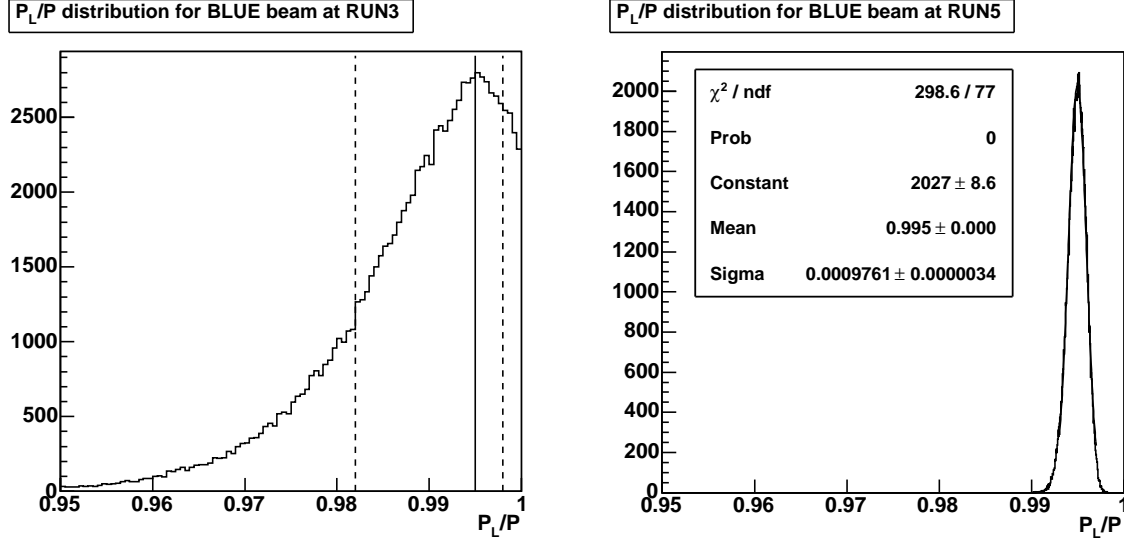 P_L/P distribution for BLUE beam at RUN3
2500
2000
1500
1000
500
0
0.95 0.96 0.97 0.98 0.99 1
P_L/P
P_L/P distribution for BLUE beam at RUN5
χ² / ndf 298.6 / 77
Prob 0
Constant 2027 ± 8.6
Mean 0.995 ± 0.000
Sigma 0.0009761 ± 0.0000034
2000
1800
1600
1400
1200
1000
800
600
400
200
0
0.95 0.96 0.97 0.98 0.99 1
P_L/P